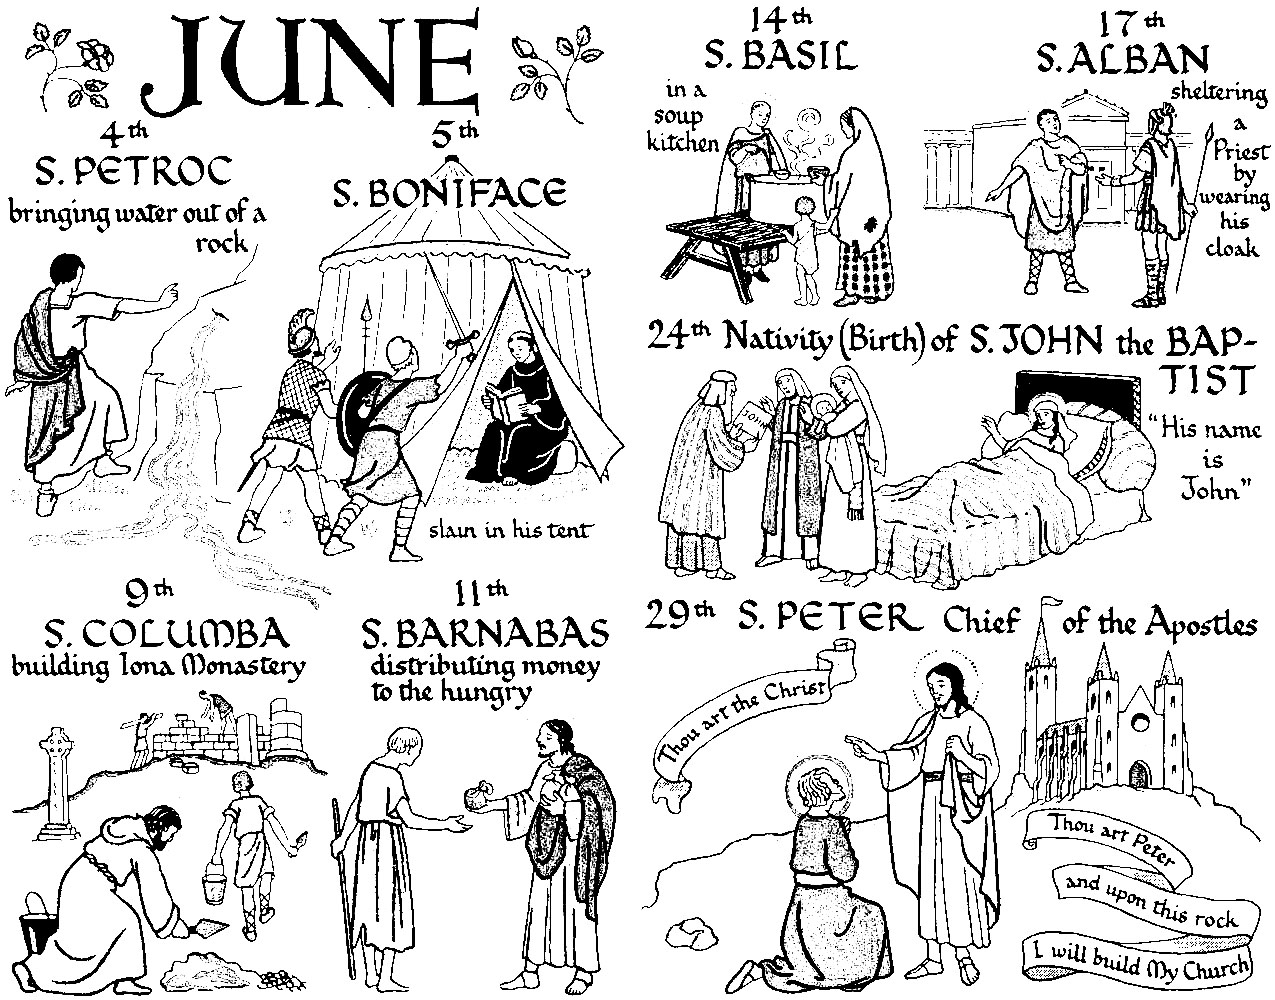 JUNE
4th
S. PETROC
bringing water out of a
rock
5th
S. BONIFACE
slain in his tent
9th
S. COLUMBA
building Iona Monastery
11th
S. BARNABAS
distributing money
to the hungry
14th
S. BASIL
in a
soup
kitchen
17th
S. ALBAN
sheltering
a
Priest
by
wearing
his
cloak
24th Nativity (Birth) of S. JOHN the BAP-
TIST
JOHN
"His name
is
John"
29th S. PETER Chief of the Apostles
Thou art the Christ
Thou art Peter
and upon this rock
I will build My Church